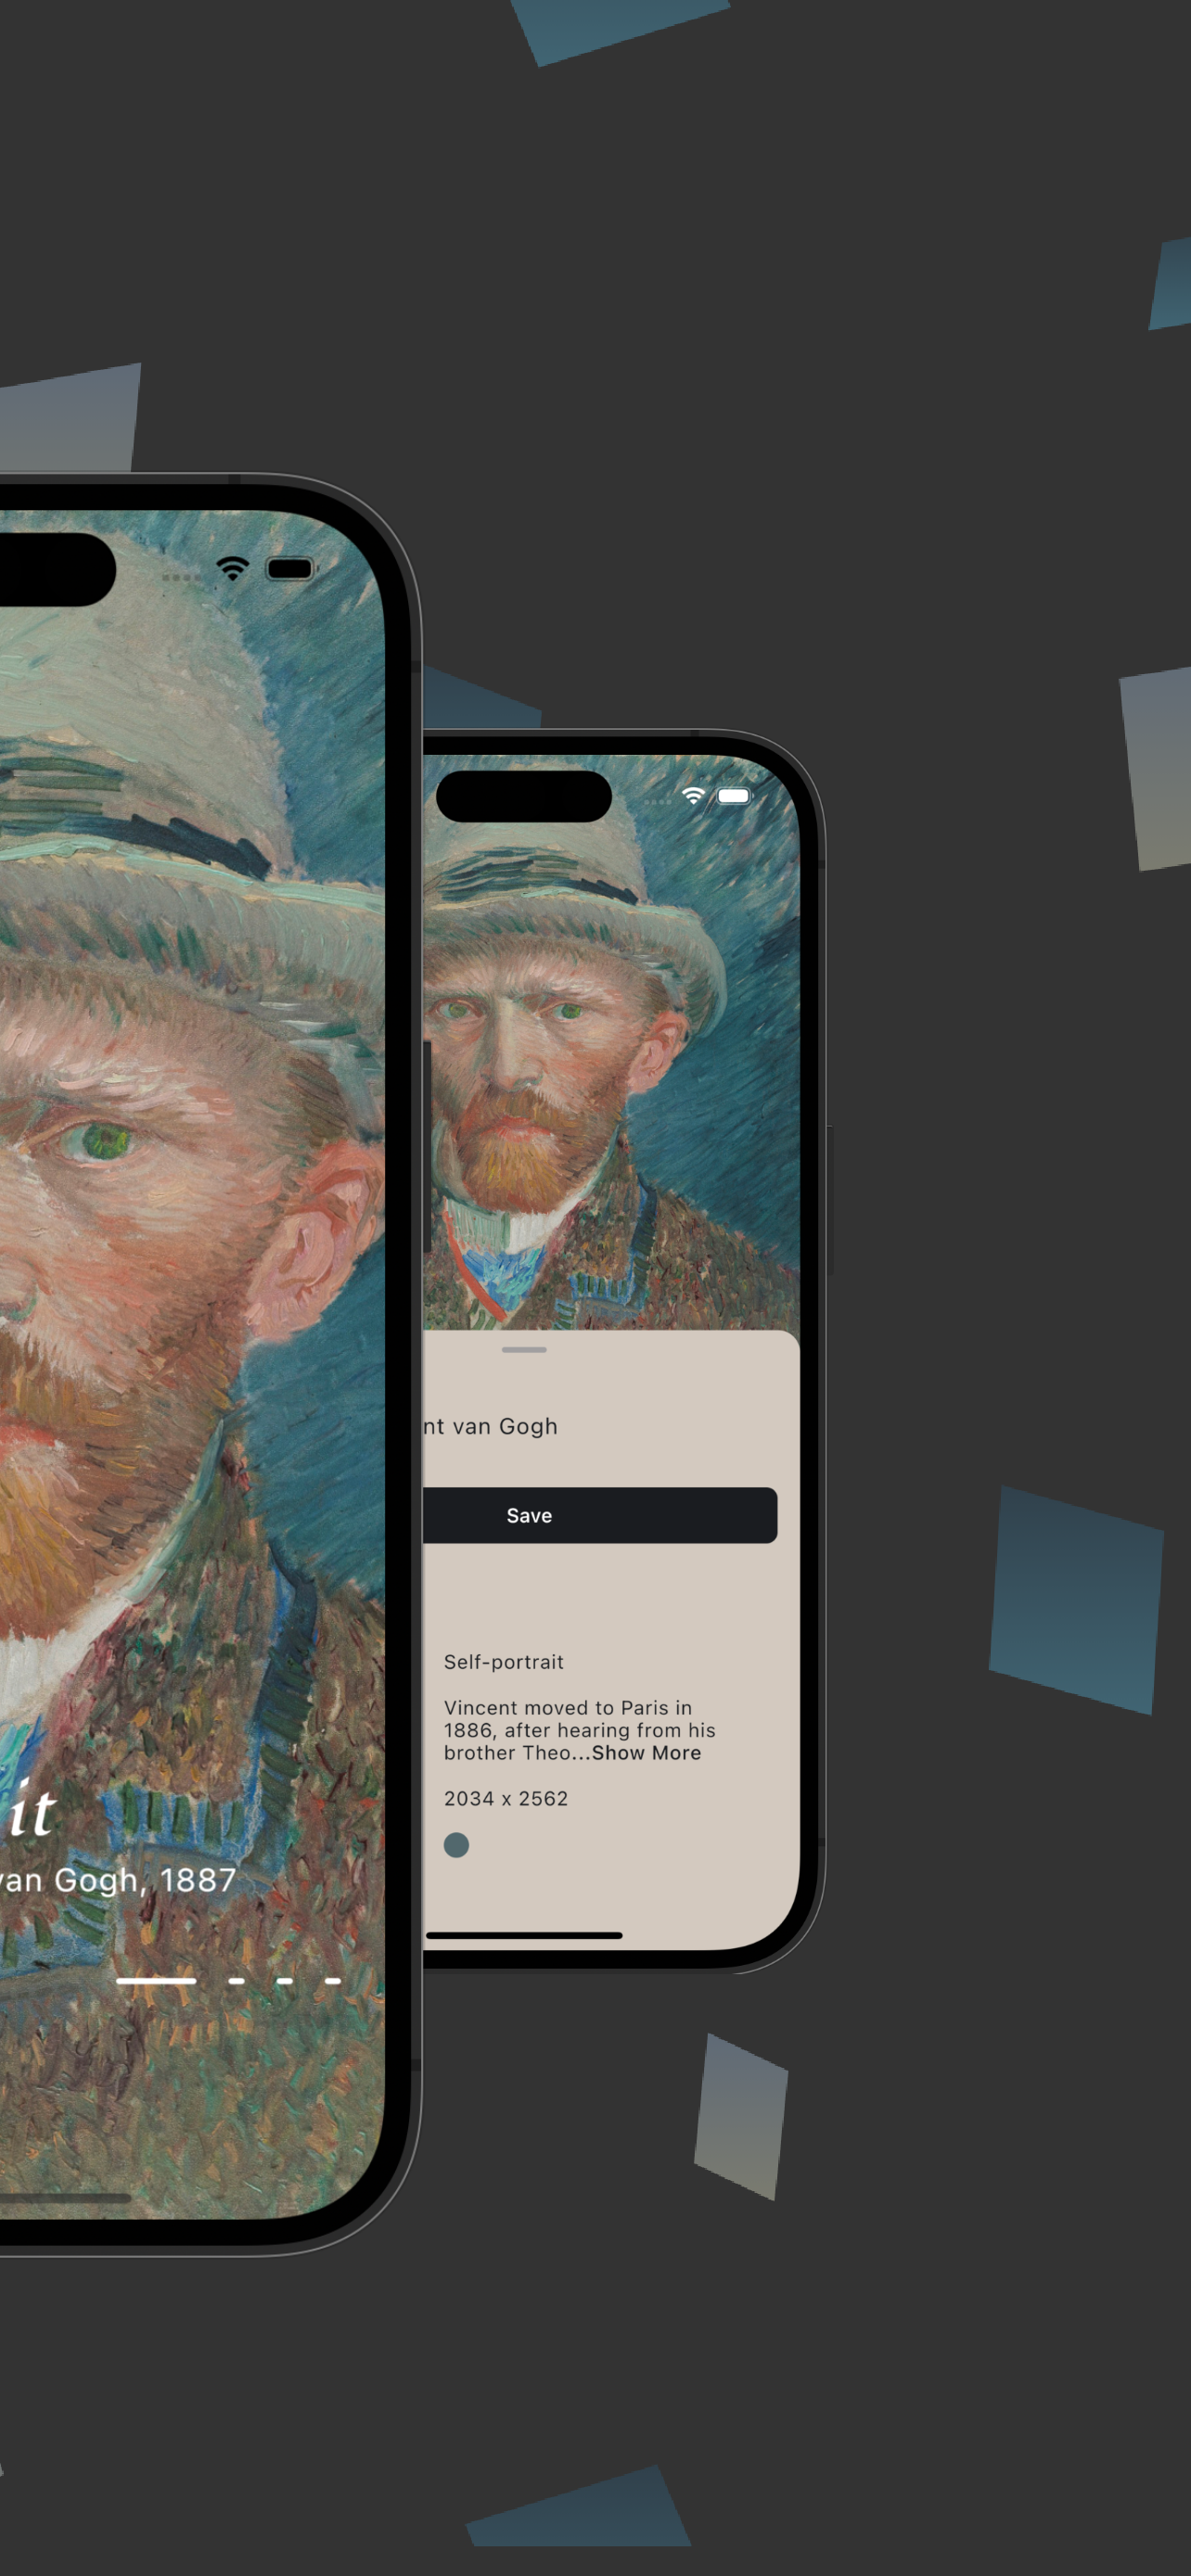 it
van Gogh, 1887
nt van Gogh
Save
Self-portrait
Vincent moved to Paris in
1886, after hearing from his
brother Theo...Show More
2034 x 2562